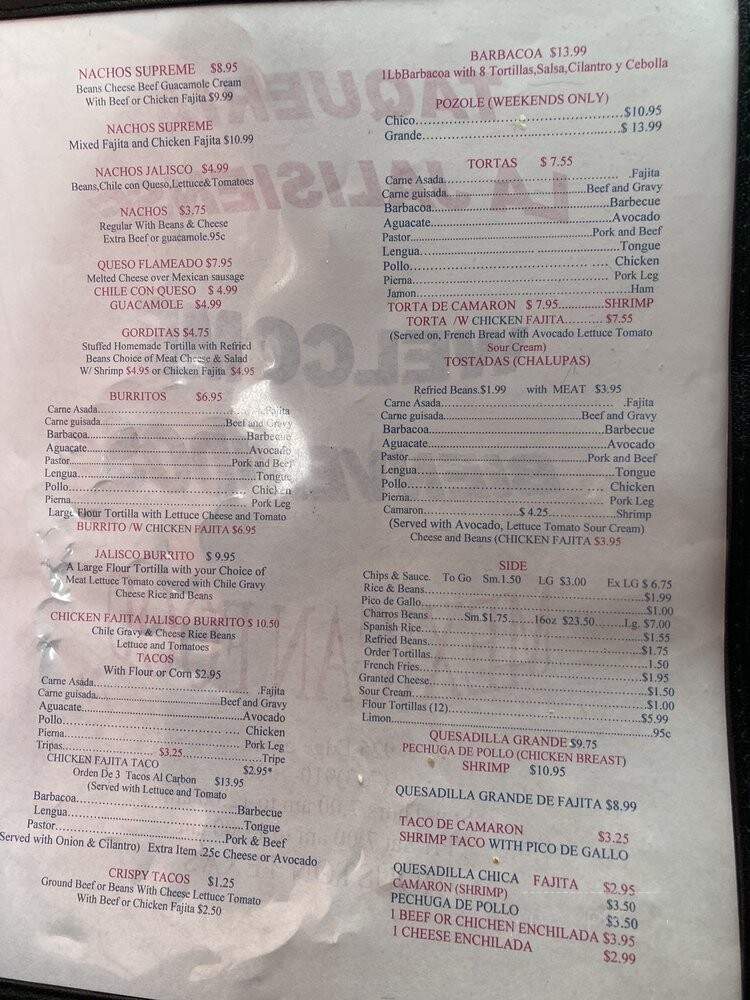 NACHOS SUPREME $8.95
Beans Cheese Beef Guacamole Cream
With Beef or Chicken Fajita $9.99
NACHOS SUPREME
Mixed Fajita and Chicken Fajita $10.99
NACHOS JALISCO $4.99
Beans,Chile con Queso,Lettuce&Tomatoes
NACHOS $3.75
Regular With Beans & Cheese
Extra Beef or guacamole.95c
QUESO FLAMEADO $7.95
Melted Cheese over Mexican sausage
CHILE CON QUESO $ 4.99
GUACAMOLE $4.99
GORDITAS $4.75
Stuffed Homemade Tortilla with Refried
Beans Choice of Meat Cheese & Salad
W/ Shrimp $4.95 or Chicken Fajita $4.95
BURRITOS $6.95
Carne Asada.....Fajita
Carne guisada.....Beef and Gravy
Barbacoa.....Barbecue
Aguacate.....Avocado
Pastor.....Pork and Beef
Lengua.....Tongue
Pollo..... Chicken
Pierna..... Pork Leg
Large Flour Tortilla with Lettuce Cheese and Tomato
BURRITO /W CHICKEN FAJITA $6.95
JALISCO BURRITO $ 9.95
A Large Flour Tortilla with your Choice of
Meat Lettuce Tomato covered with Chile Gravy
Cheese Rice and Beans
CHICKEN FAJITA JALISCO BURRITO $ 10.50
Chile Gravy & Cheese Rice Beans
Lettuce and Tomatoes
TACOS
With Flour or Corn $2.95
Carne Asada..... .Fajita
Carne guisada.....Beef and Gravy
Aguacate.....Avocado
Pollo..... Chicken
Pierna..... Pork Leg
Tripas.....$3.25.....Tripe
CHICKEN FAJITA TACO $2.95*
Orden De 3 Tacos Al Carbon $13.95
(Served with Lettuce and Tomato
Barbacoa.....Barbecue
Lengua.....Tongue
Pastor.....Pork & Beef
Served with Onion & Cilantro) Extra Item .25c Cheese or Avocado
CRISPY TACOS $1.25
Ground Beef or Beans With Cheese Lettuce Tomato
With Beef or Chicken Fajita $2.50
BARBACOA $13.99
1LbBarbacoa with 8 Tortillas,Salsa,Cilantro y Cebolla
POZOLE (WEEKENDS ONLY)
Chico.....$10.95
Grande.....$ 13.99
TORTAS $ 7.55
Carne Asada..... .Fajita
Carne guisada.....Beef and Gravy
Barbacoa.....Barbecue
Aguacate.....Avocado
Pastor.....Pork and Beef
Lengua.....Tongue
Pollo..... Chicken
Pierna..... Pork Leg
Jamon.....Ham
TORTA DE CAMARON $ 7.95.....SHRIMP
TORTA /W CHICKEN FAJITA..... $7.55
(Served on, French Bread with Avocado Lettuce Tomato
Sour Cream)
TOSTADAS (CHALUPAS)
Refried Beans.$1.99 with MEAT $3.95
Carne Asada..... .Fajita
Carne guisada.....Beef and Gravy
Barbacoa.....Barbecue
Aguacate.....Avocado
Pastor.....Pork and Beef
Lengua.....Tongue
Pollo..... Chicken
Pierna..... Pork Leg
Camaron.....$ 4.25.....Shrimp
(Served with Avocado, Lettuce Tomato Sour Cream)
Cheese and Beans (CHICKEN FAJITA $3.95
SIDE
Chips & Sauce. To Go Sm.1.50 LG $3.00 Ex LG $ 6.75
Rice & Beans.....$1.99
Pico de Gallo.....$1.00
Charros Beans .....Sm.$1.75.....16oz $23.50.....Lg. $7.00
Spanish Rice.....$1.55
Refried Beans.....$1.75
Order Tortillas.....1.50
French Fries.....$1.95
Granted Cheese.....$1.50
Sour Cream.....$1.00
Flour Tortillas (12).....$5.99
Limon.....95c
QUESADILLA GRANDE $9.75
PECHUGA DE POLLO (CHICKEN BREAST)
SHRIMP $10.95
QUESADILLA GRANDE DE FAJITA $8.99
TACO DE CAMARON $3.25
SHRIMP TACO WITH PICO DE GALLO
QUESADILLA CHICA FAJITA $2.95
CAMARON (SHRIMP) $3.50
PECHUGA DE POLLO $3.50
1 BEEF OR CHICHEN ENCHILADA $3.95
1 CHEESE ENCHILADA $2.99